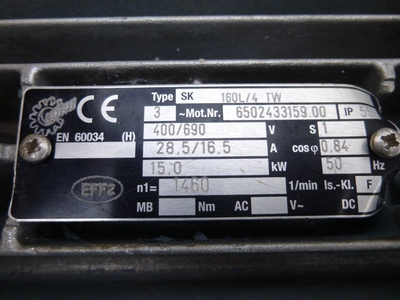 CE Type SK 160L/4 TW
3 ~Mot.Nr. 6502433159.00 IP
EN 60034 (H) 400/690 V S 1
28,5/16,5 A cosφ 0,84
15,0 kW 50 Hz
EFF2 n1= 1460 1/min Is.-Kl. F
MB Nm AC V~ DC